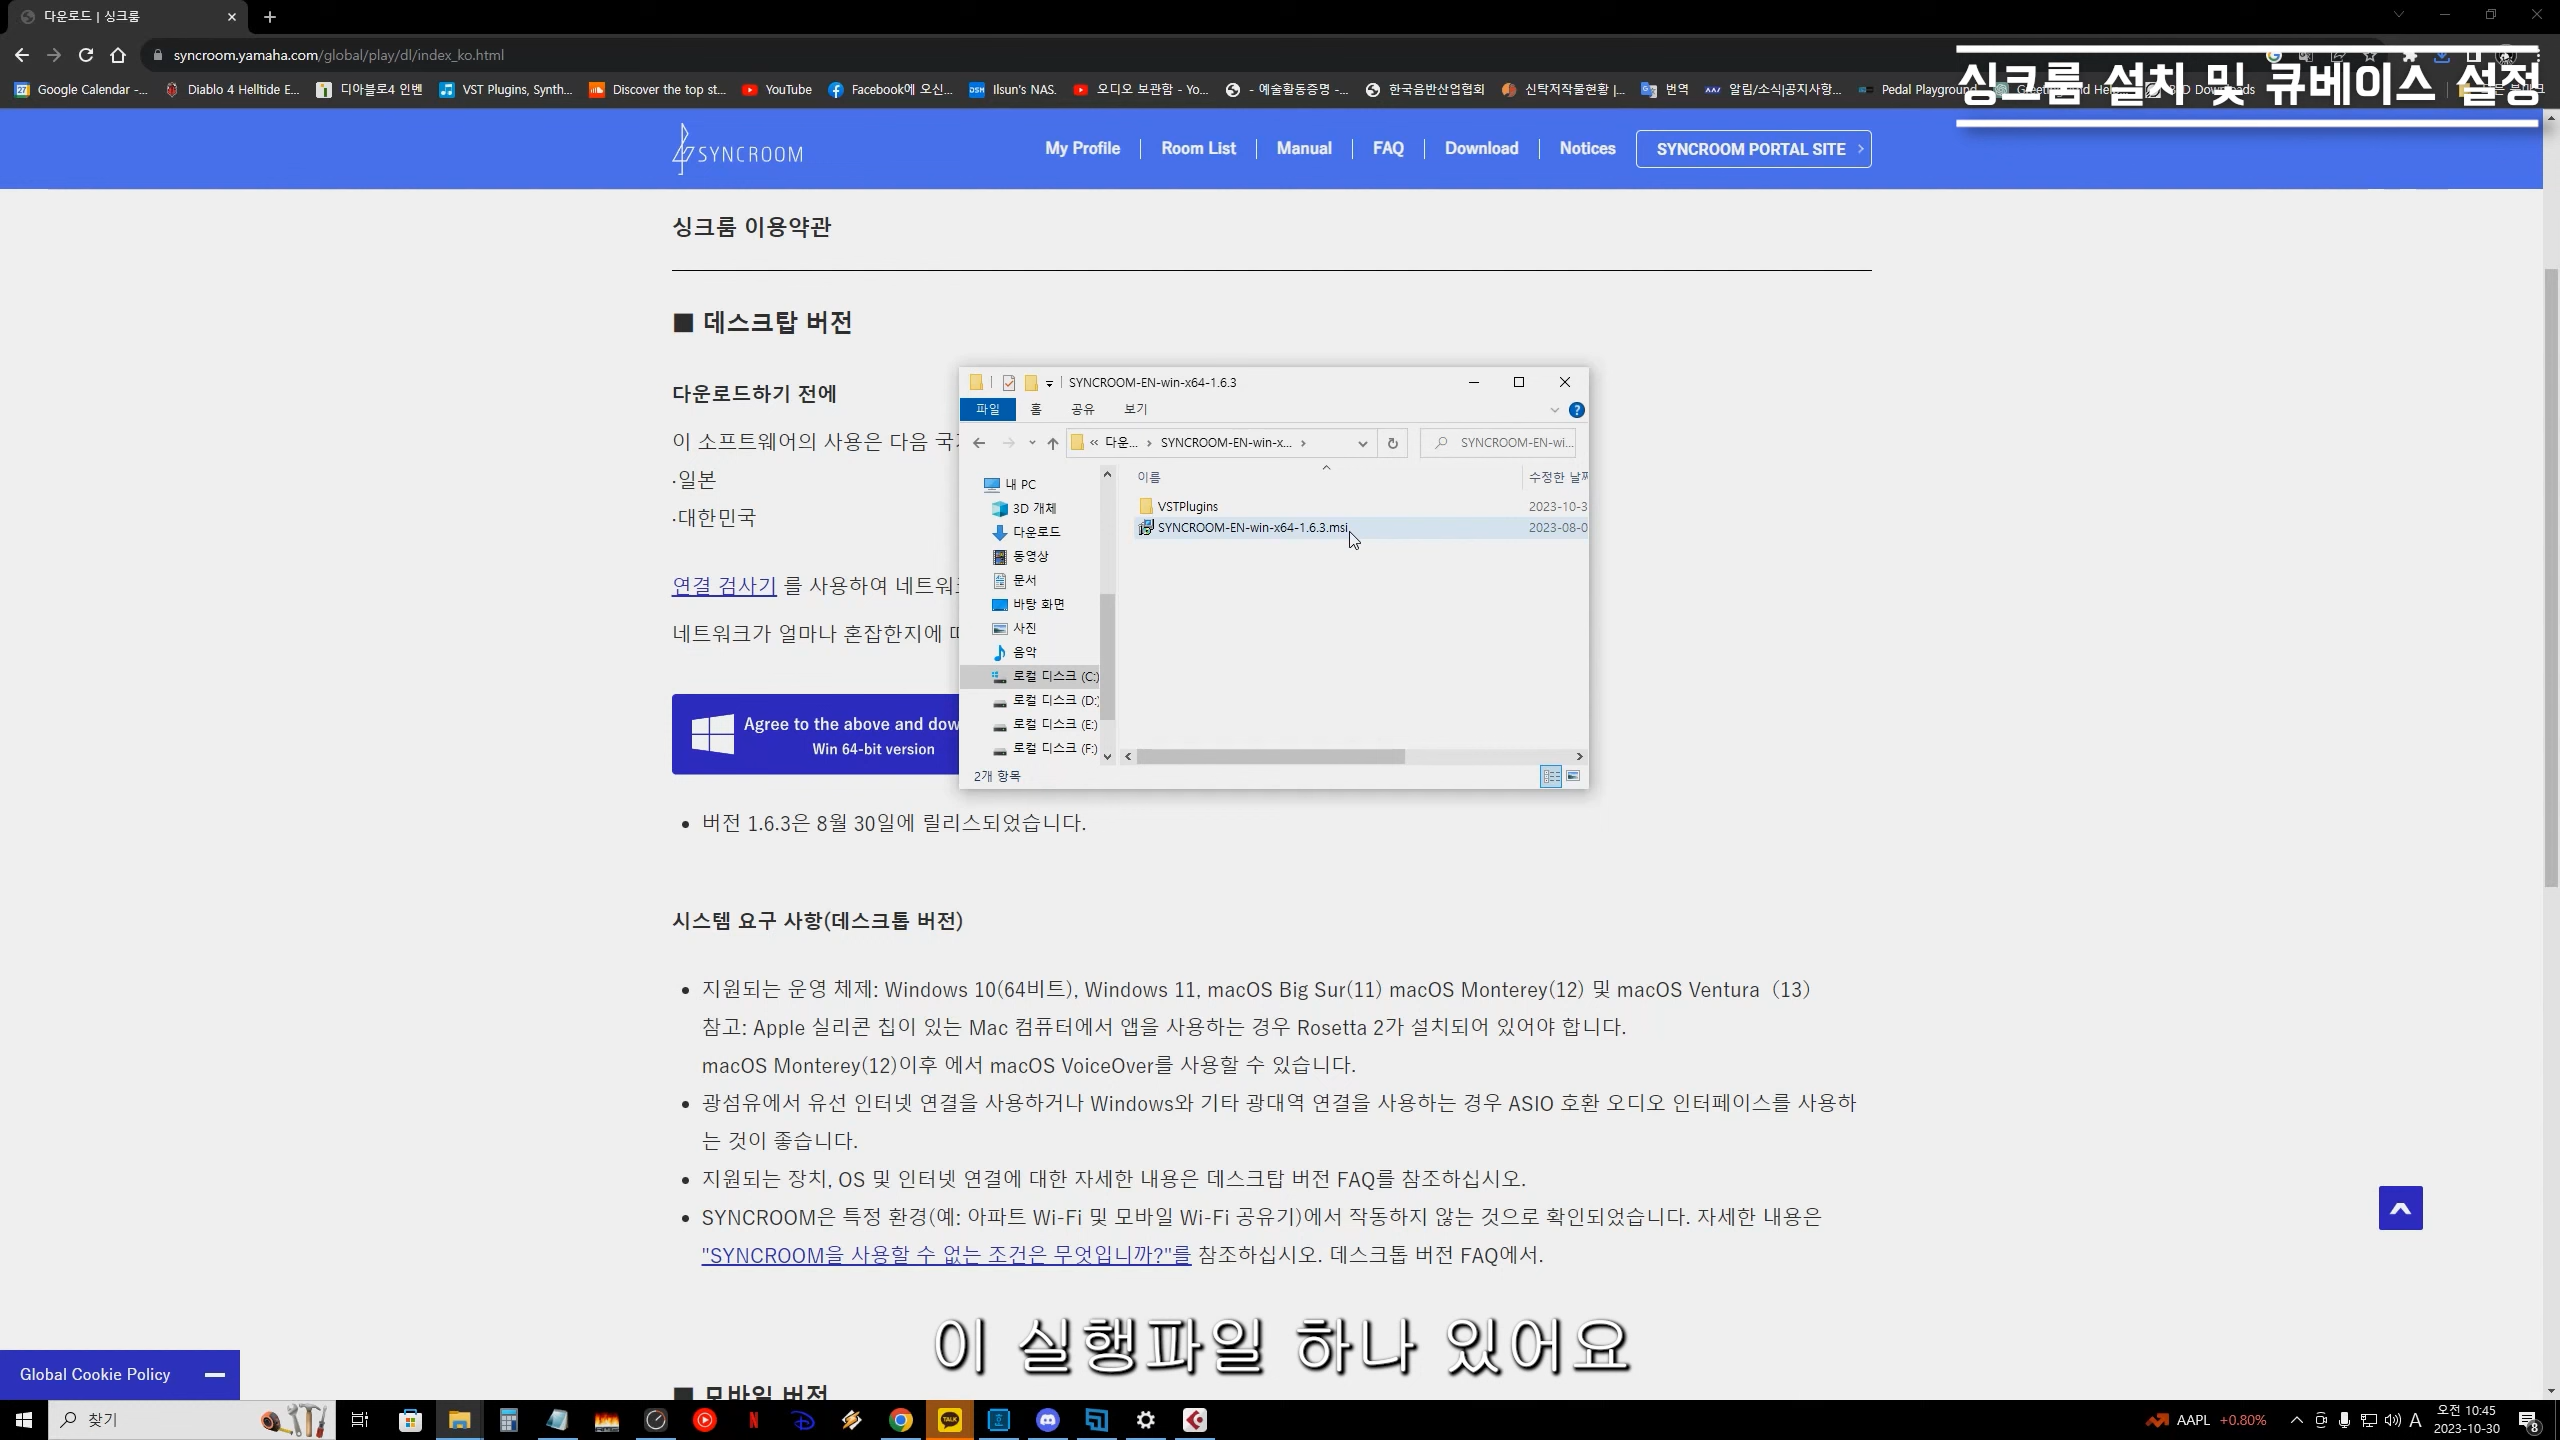 다운로드 | 싱크룸
syncroom.yamaha.com/global/play/dl/index_ko.html
싱크룸 설치 및 큐베이스 설정
Google Calendar -...
Diablo 4 Helltide E...
디아블로4 인벤
VST Plugins, Synth...
Discover the top st...
YouTube
Facebook에 오신...
Ilsun's NAS.
오디오 보관함 - Yo...
- 예술활동증명 -...
한국음반산업협회
신탁저작물현황 |...
번역
알림/소식|공지사항...
Pedal Playground
SYNCROOM
My Profile
Room List
Manual
FAQ
Download
Notices
SYNCROOM PORTAL SITE
싱크룸 이용약관
■ 데스크탑 버전
다운로드하기 전에
이 소프트웨어의 사용은 다음
·일본
·대한민국
연결 검사기 를 사용하여
네트워크가 얼마나 혼잡한지에
Agree to the above and
Win 64-bit version
SYNCROOM-EN-win-x64-1.6.3
파일
홈
공유
보기
« 다운...
SYNCROOM-EN-win-x...
SYNCROOM-EN-wi...
이름
수정한
내 PC
3D 개체
다운로드
동영상
문서
바탕 화면
사진
음악
로컬 디스크 (C:)
로컬 디스크 (D:)
로컬 디스크 (E:)
로컬 디스크 (F:)
VSTPlugins
2023-10-3
SYNCROOM-EN-win-x64-1.6.3.msi
2023-08-0
2개 항목
• 버전 1.6.3은 8월 30일에 릴리스되었습니다.
시스템 요구 사항(데스크톱 버전)
• 지원되는 운영 체제: Windows 10(64비트), Windows 11, macOS Big Sur(11) macOS Monterey(12) 및 macOS Ventura（13）
참고: Apple 실리콘 칩이 있는 Mac 컴퓨터에서 앱을 사용하는 경우 Rosetta 2가 설치되어 있어야 합니다.
macOS Monterey(12)이후 에서 macOS VoiceOver를 사용할 수 있습니다.
• 광섬유에서 유선 인터넷 연결을 사용하거나 Windows와 기타 광대역 연결을 사용하는 경우 ASIO 호환 오디오 인터페이스를 사용하
는 것이 좋습니다.
• 지원되는 장치, OS 및 인터넷 연결에 대한 자세한 내용은 데스크탑 버전 FAQ를 참조하십시오.
• SYNCROOM은 특정 환경(예: 아파트 Wi-Fi 및 모바일 Wi-Fi 공유기)에서 작동하지 않는 것으로 확인되었습니다. 자세한 내용은
"SYNCROOM을 사용할 수 없는 조건은 무엇입니까?"를 참조하십시오. 데스크톱 버전 FAQ에서.
이 실행파일 하나 있어요
Global Cookie Policy
■ 모바일 버전
찾기
TALK
AAPL +0.80%
A
오전 10:45
2023-10-30
8